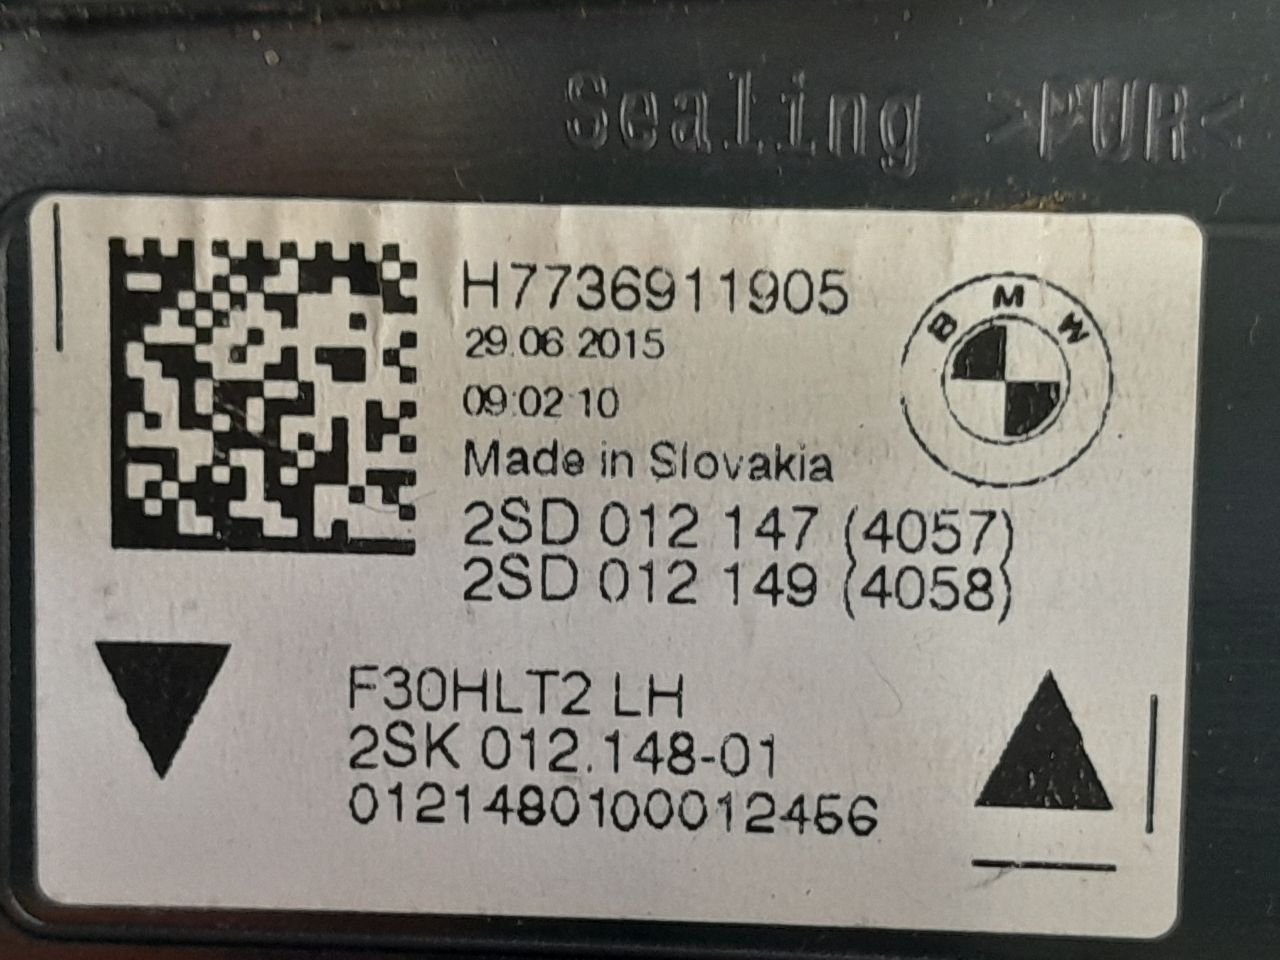 Sealing >PUR<
H7736911905
29.06.2015
09:02:10
Made in Slovakia
BMW
2SD 012 147 (4057)
2SD 012 149 (4058)
F30HLT2 LH
2SK 012.148-01
0121480100012456